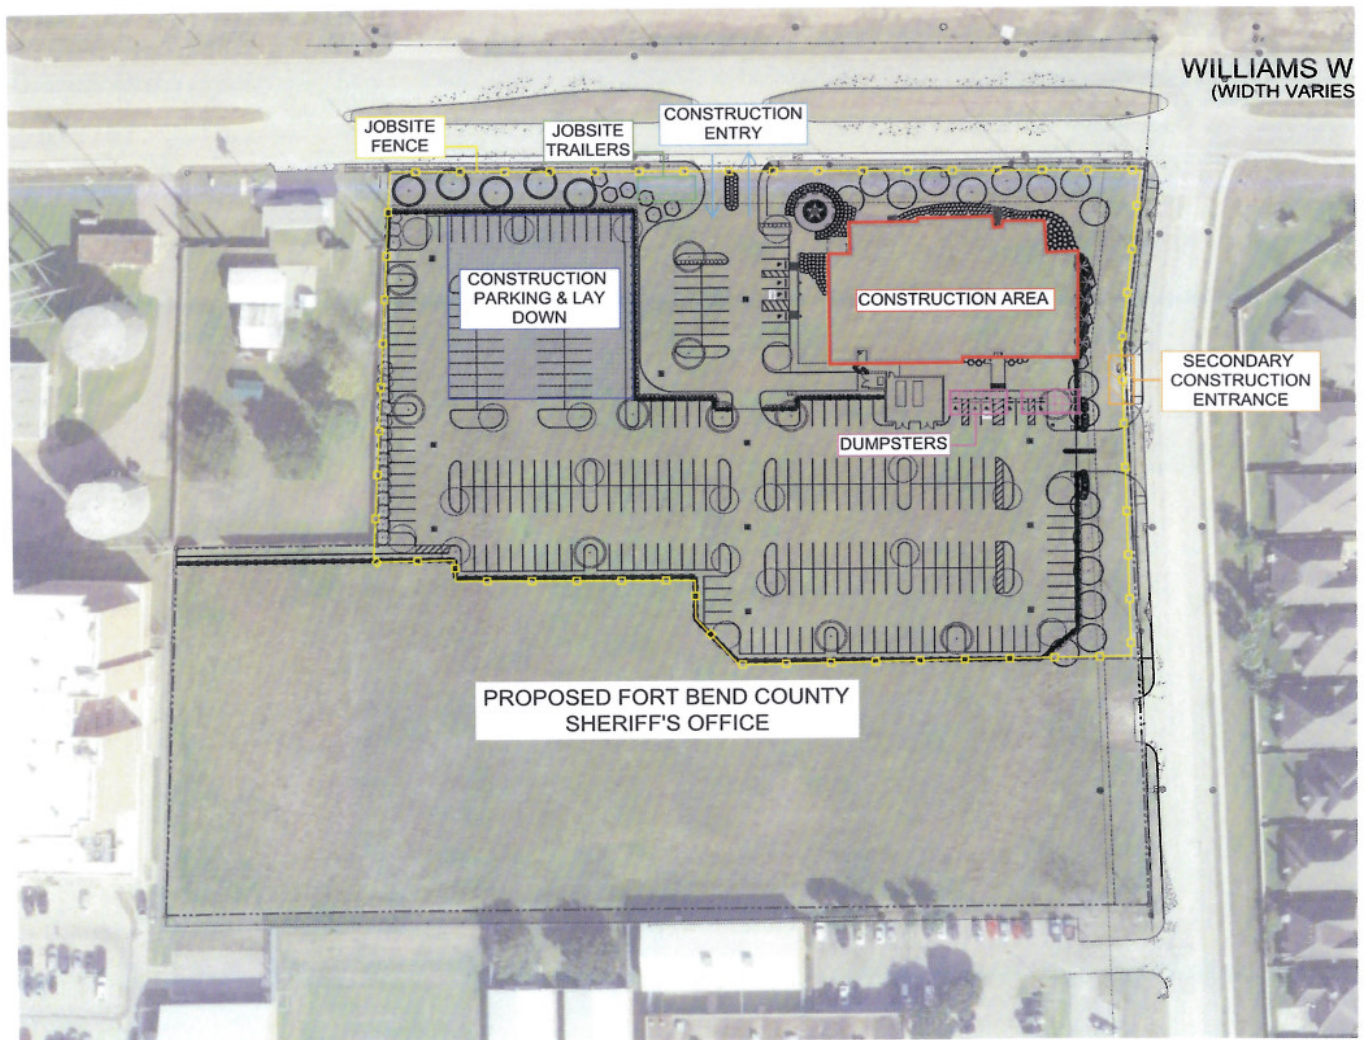 WILLIAMS W
(WIDTH VARIES
JOBSITE
FENCE
JOBSITE
TRAILERS
CONSTRUCTION
ENTRY
CONSTRUCTION
PARKING & LAY
DOWN
CONSTRUCTION AREA
SECONDARY
CONSTRUCTION
ENTRANCE
DUMPSTERS
PROPOSED FORT BEND COUNTY
SHERIFF'S OFFICE